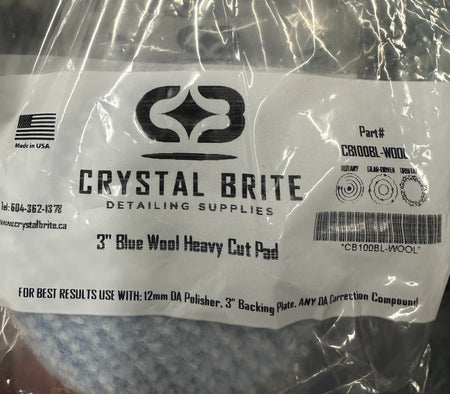 Part#
CB100BL-WOOL
Made in USA
ROTARY GEAR-DRIVEN ORBITAL
CRYSTAL BRITE
DETAILING SUPPLIES
Tel: 604-362-1378
www.crystalbrite.ca
*CB100BL-WOOL*
3" Blue Wool Heavy Cut Pad
FOR BEST RESULTS USE WITH: 12mm DA Polisher, 3" Backing Plate, ANY DA Correction Compound